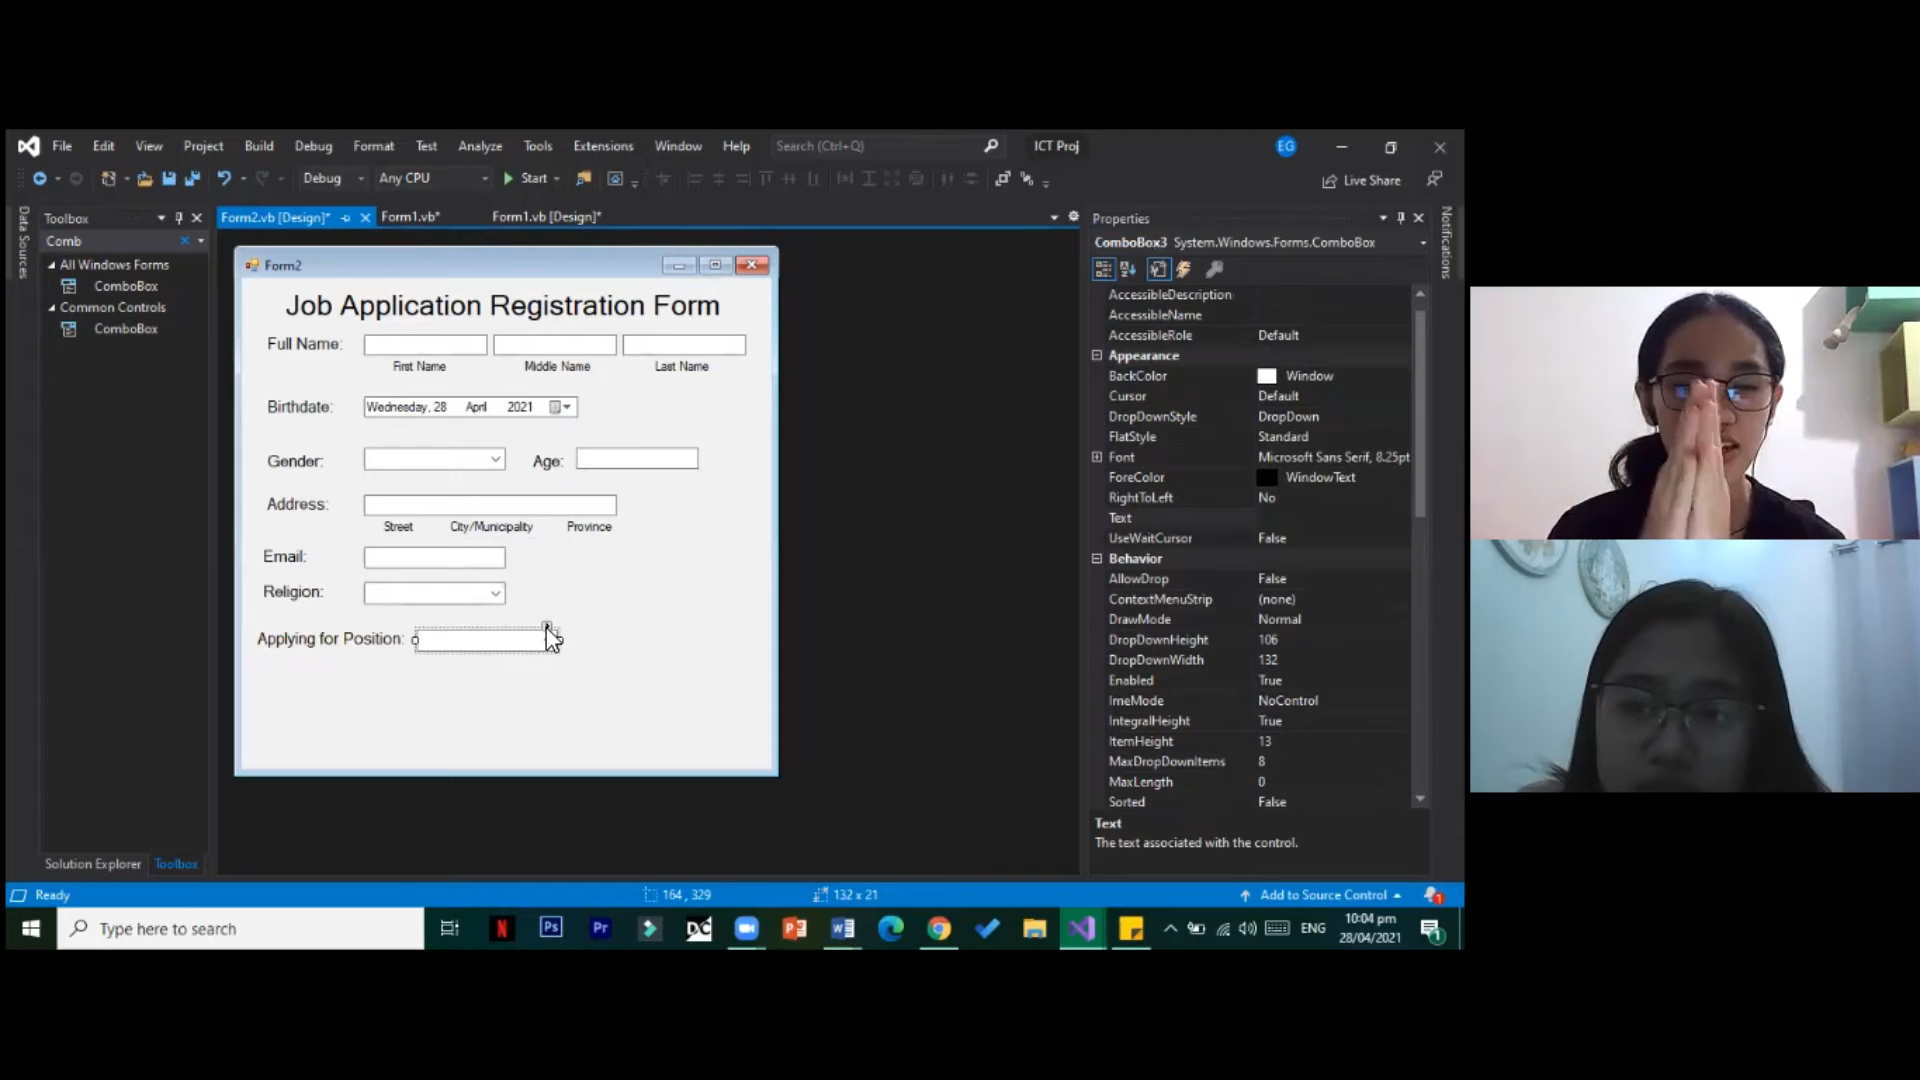 File Edit View Project Build Debug Format Test Analyze Tools Extensions Window Help Search (Ctrl+Q) ICT Proj EG
Debug Any CPU Start Live Share
Data Sources
Toolbox
Comb
All Windows Forms
ComboBox
Common Controls
ComboBox
Solution Explorer Toolbox
Form2.vb [Design]* Form1.vb* Form1.vb [Design]*
Form2
Job Application Registration Form
Full Name:
First Name Middle Name Last Name
Birthdate: Wednesday, 28 April 2021
Gender: Age:
Address:
Street City/Municipality Province
Email:
Religion:
Applying for Position:
Properties
ComboBox3 System.Windows.Forms.ComboBox
AccessibleDescription
AccessibleName
AccessibleRole Default
Appearance
BackColor Window
Cursor Default
DropDownStyle DropDown
FlatStyle Standard
Font Microsoft Sans Serif, 8.25pt
ForeColor WindowText
RightToLeft No
Text
UseWaitCursor False
Behavior
AllowDrop False
ContextMenuStrip (none)
DrawMode Normal
DropDownHeight 106
DropDownWidth 132
Enabled True
ImeMode NoControl
IntegralHeight True
ItemHeight 13
MaxDropDownItems 8
MaxLength 0
Sorted False
Text
The text associated with the control.
Notifications
Ready 164, 329 132 x 21 Add to Source Control 1
Type here to search N Ps Pr DC ENG
10:04 pm
28/04/2021
1